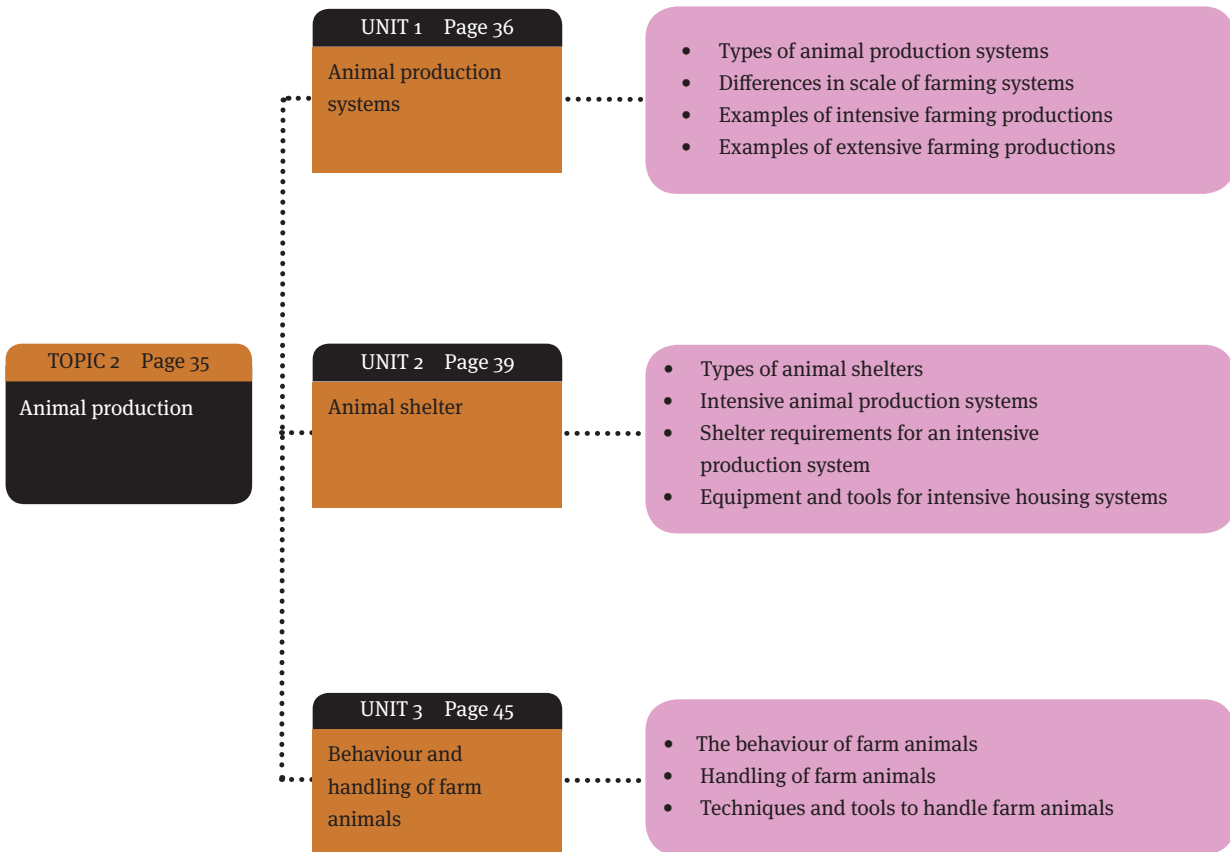 TOPIC 2 Page 35
Animal production
UNIT 1 Page 36
Animal production
systems
• Types of animal production systems
• Differences in scale of farming systems
• Examples of intensive farming productions
• Examples of extensive farming productions
UNIT 2 Page 39
Animal shelter
• Types of animal shelters
• Intensive animal production systems
• Shelter requirements for an intensive
production system
• Equipment and tools for intensive housing systems
UNIT 3 Page 45
Behaviour and
handling of farm
animals
• The behaviour of farm animals
• Handling of farm animals
• Techniques and tools to handle farm animals